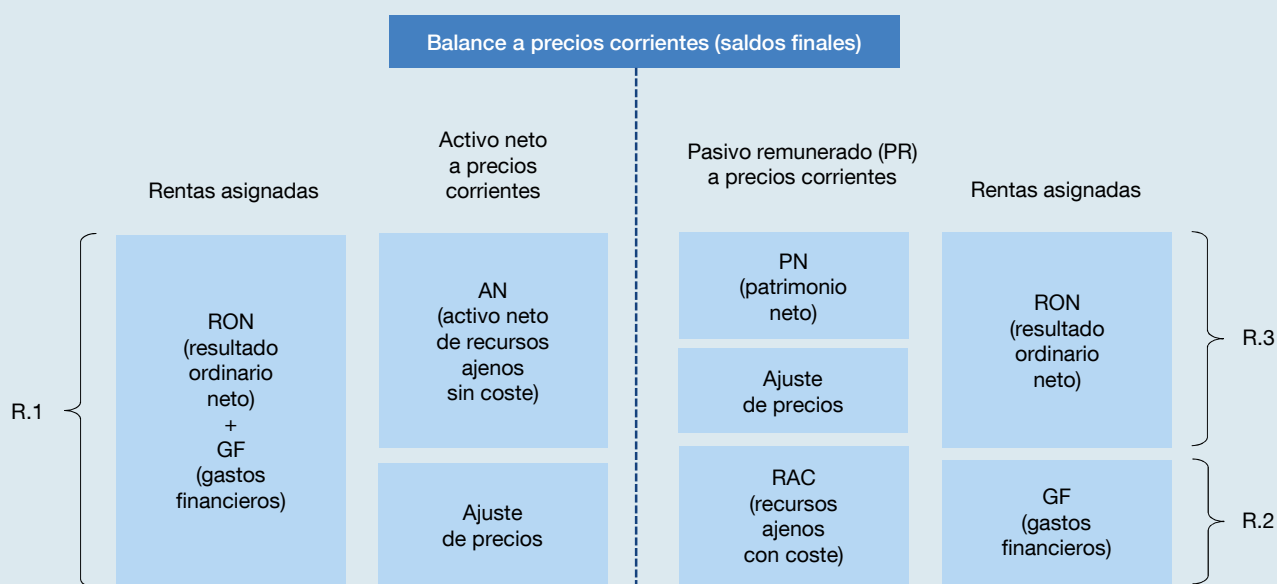 Balance a precios corrientes (saldos finales)
Rentas asignadas
Activo neto
a precios
corrientes
Pasivo remunerado (PR)
a precios corrientes
Rentas asignadas
R.1
RON
(resultado
ordinario
neto)
+
GF
(gastos
financieros)
AN
(activo neto
de recursos
ajenos
sin coste)
Ajuste
de precios
PN
(patrimonio
neto)
Ajuste
de precios
RAC
(recursos
ajenos
con coste)
RON
(resultado
ordinario
neto)
GF
(gastos
financieros)
R.3
R.2